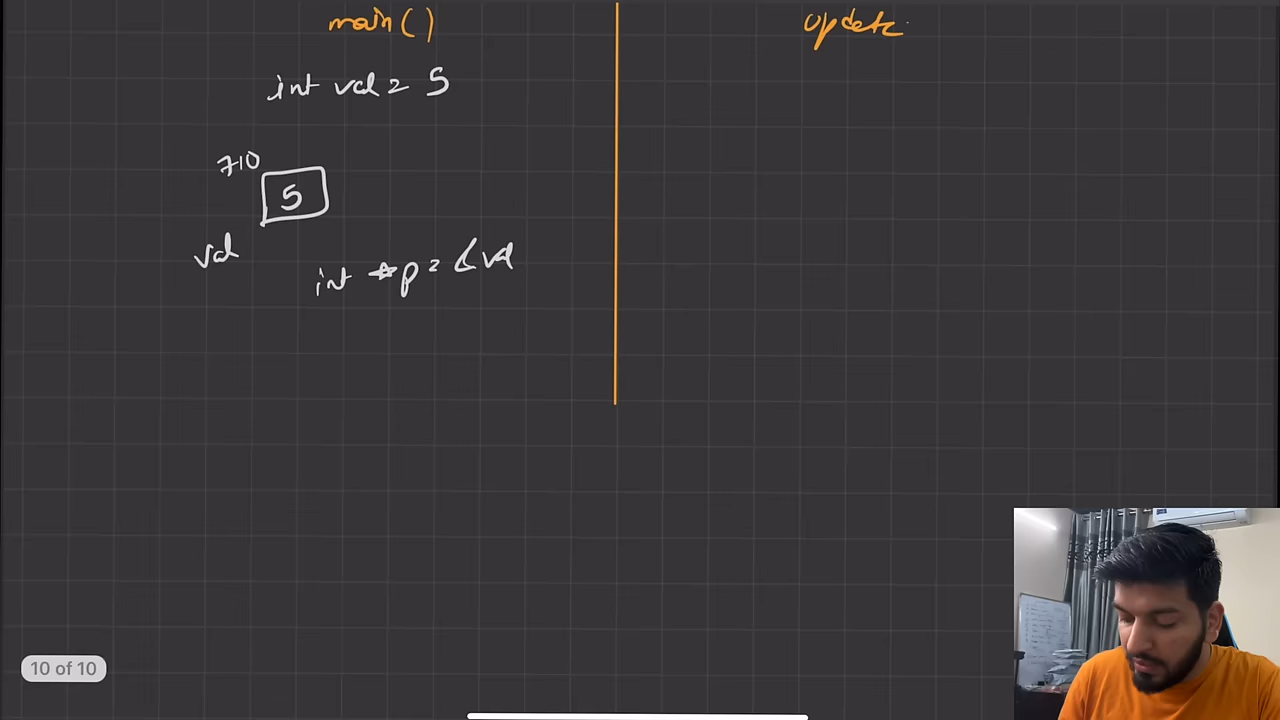 main()
update
int val = 5
710
5
val
int *p = &val
10 of 10